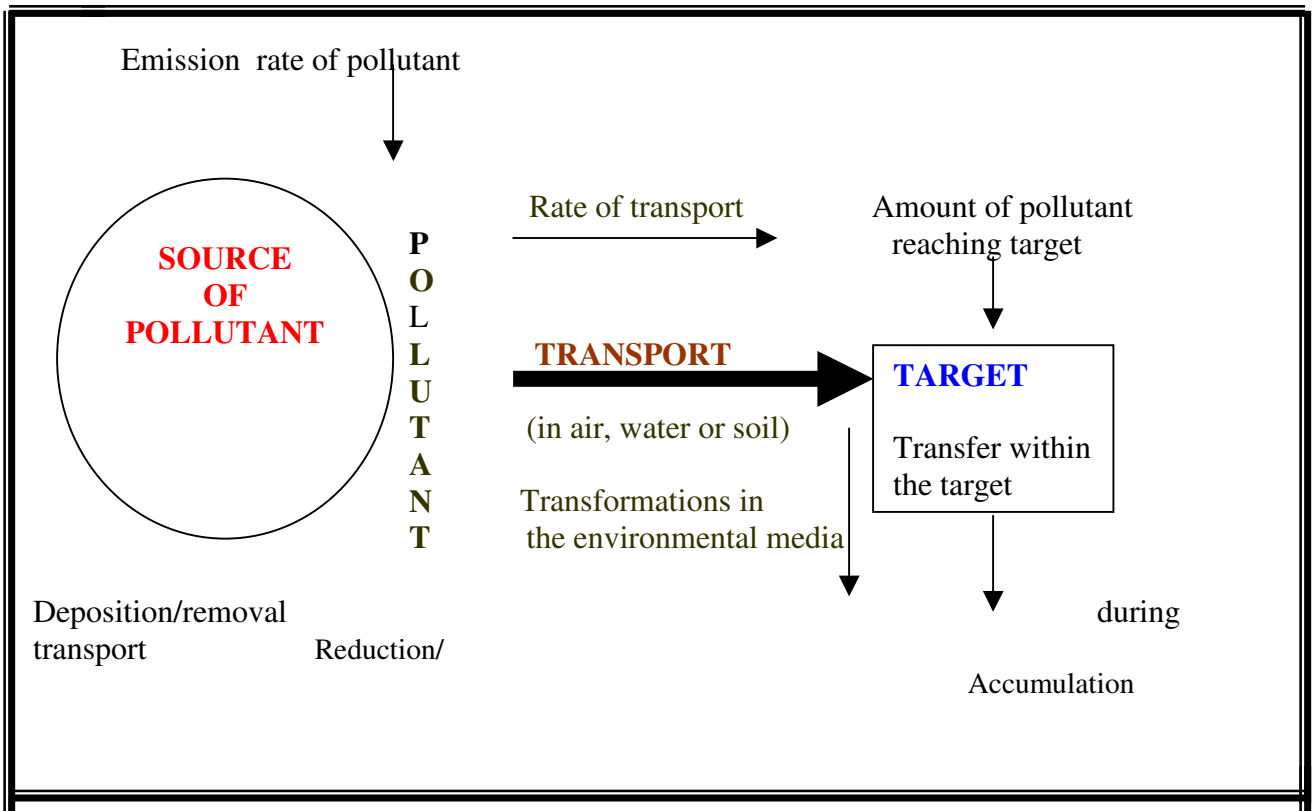 Emission rate of pollutant
Rate of transport
Amount of pollutant
reaching target
SOURCE
OF
POLLUTANT
P
O
L
L
U
T
A
N
T
TRANSPORT
(in air, water or soil)
Transformations in
the environmental media
TARGET
Transfer within
the target
Deposition/removal during
transport Reduction/
Accumulation